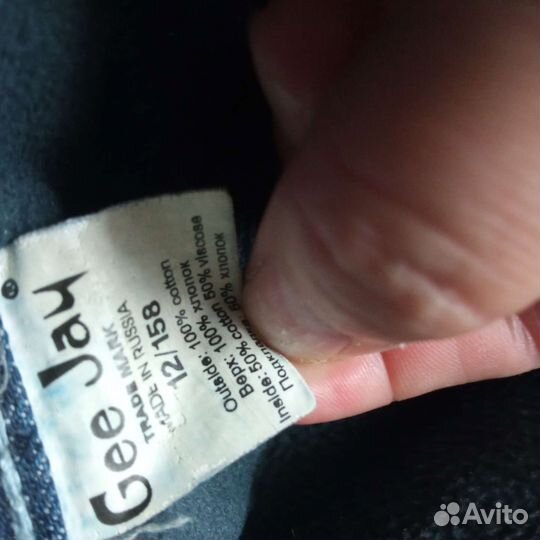 Gee Jay®
TRADE MARK
MADE IN RUSSIA
12/158
Outside: 100% cotton
Верх: 100% хлопок
Inside: 50% cotton 50% viscose
50% хлопок
Avito